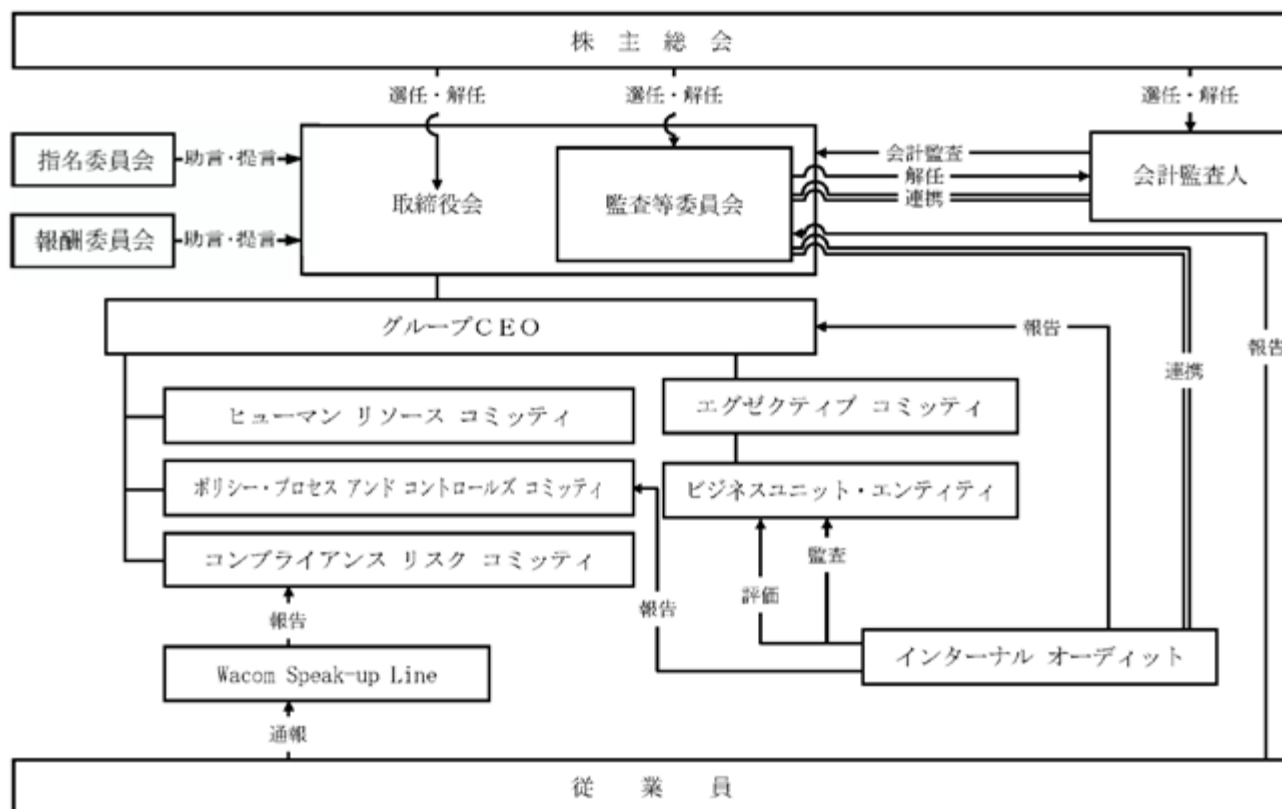 株主総会
選任・解任
選任・解任
選任・解任
指名委員会
助言・提言
会計監査
解任
連携
会計監査人
取締役会
監査等委員会
報酬委員会
助言・提言
グループCEO
報告
報告
連携
ヒューマン リソース コミッティ
エグゼクティブ コミッティ
ポリシー・プロセス アンド コントロールズ コミッティ
ビジネスユニット・エンティティ
コンプライアンス リスク コミッティ
監査
評価
報告
報告
インターナル オーディット
Wacom Speak-up Line
通報
従業員